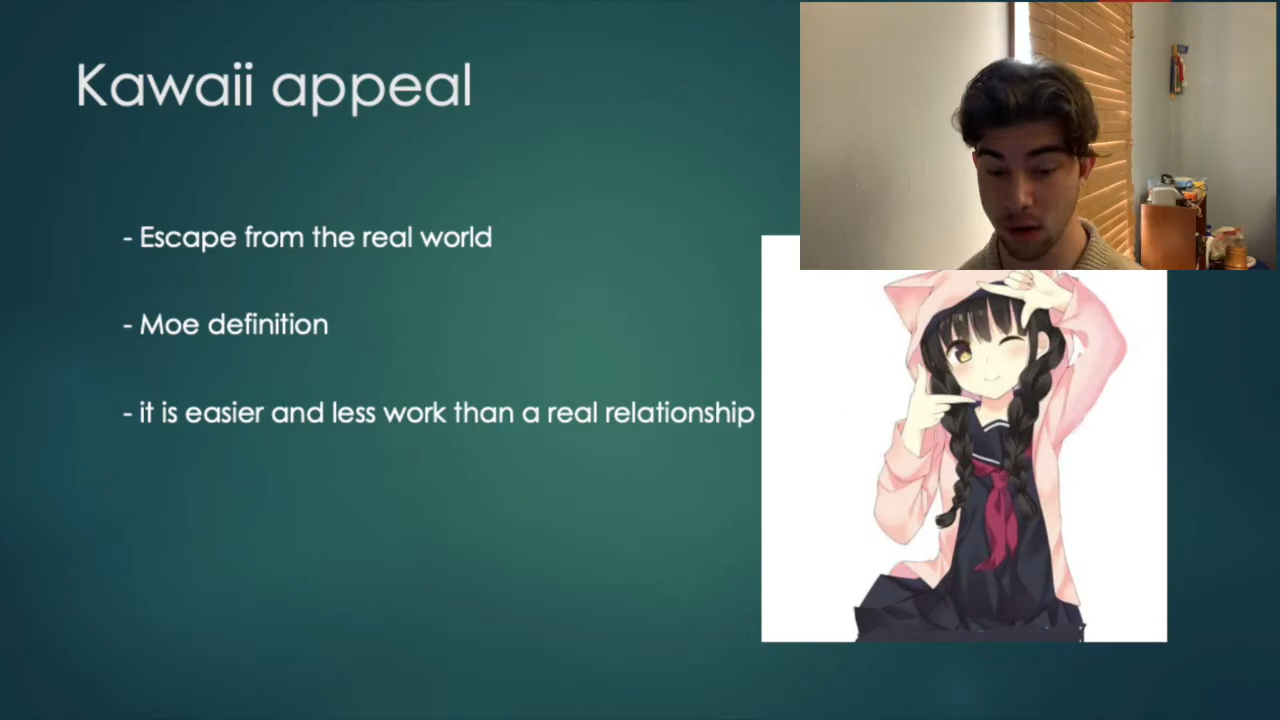 Kawaii appeal
- Escape from the real world
- Moe definition
- it is easier and less work than a real relationship